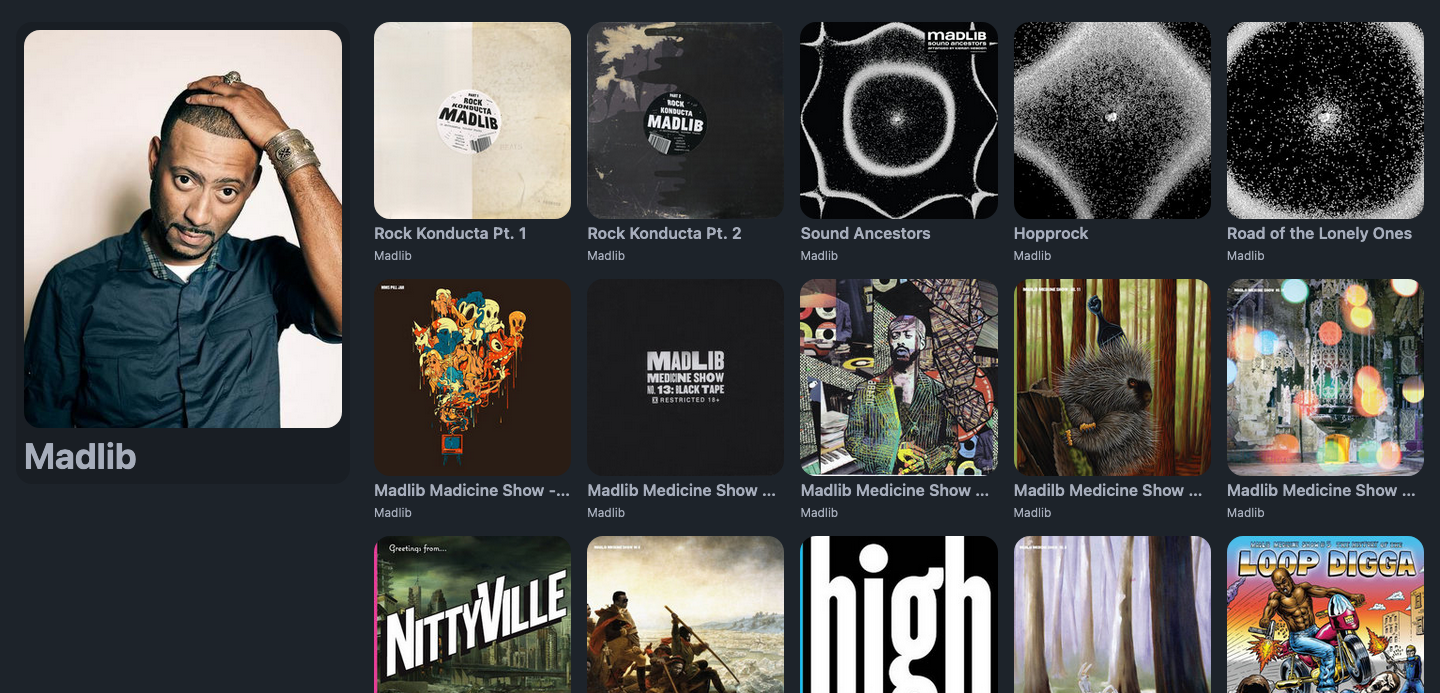 Madlib
PART 1
ROCK
KONDUCTA
MADLIB
Rock Konducta Pt. 1
Madlib
PART 2
ROCK
KONDUCTA
MADLIB
Rock Konducta Pt. 2
Madlib
madlib
sound ancestors
Sound Ancestors
Madlib
Hopprock
Madlib
Road of the Lonely Ones
Madlib
Madlib Madicine Show -...
Madlib
MADLIB
MEDICINE SHOW
NO. 13: BLACK TAPE
X RESTRICTED 18+
Madlib Medicine Show ...
Madlib
Madlib Medicine Show ...
Madlib
Madilb Medicine Show ...
Madlib
Madlib Medicine Show ...
Madlib
Greetings from...
NITTYVILLE
high
LOOP DIGGA